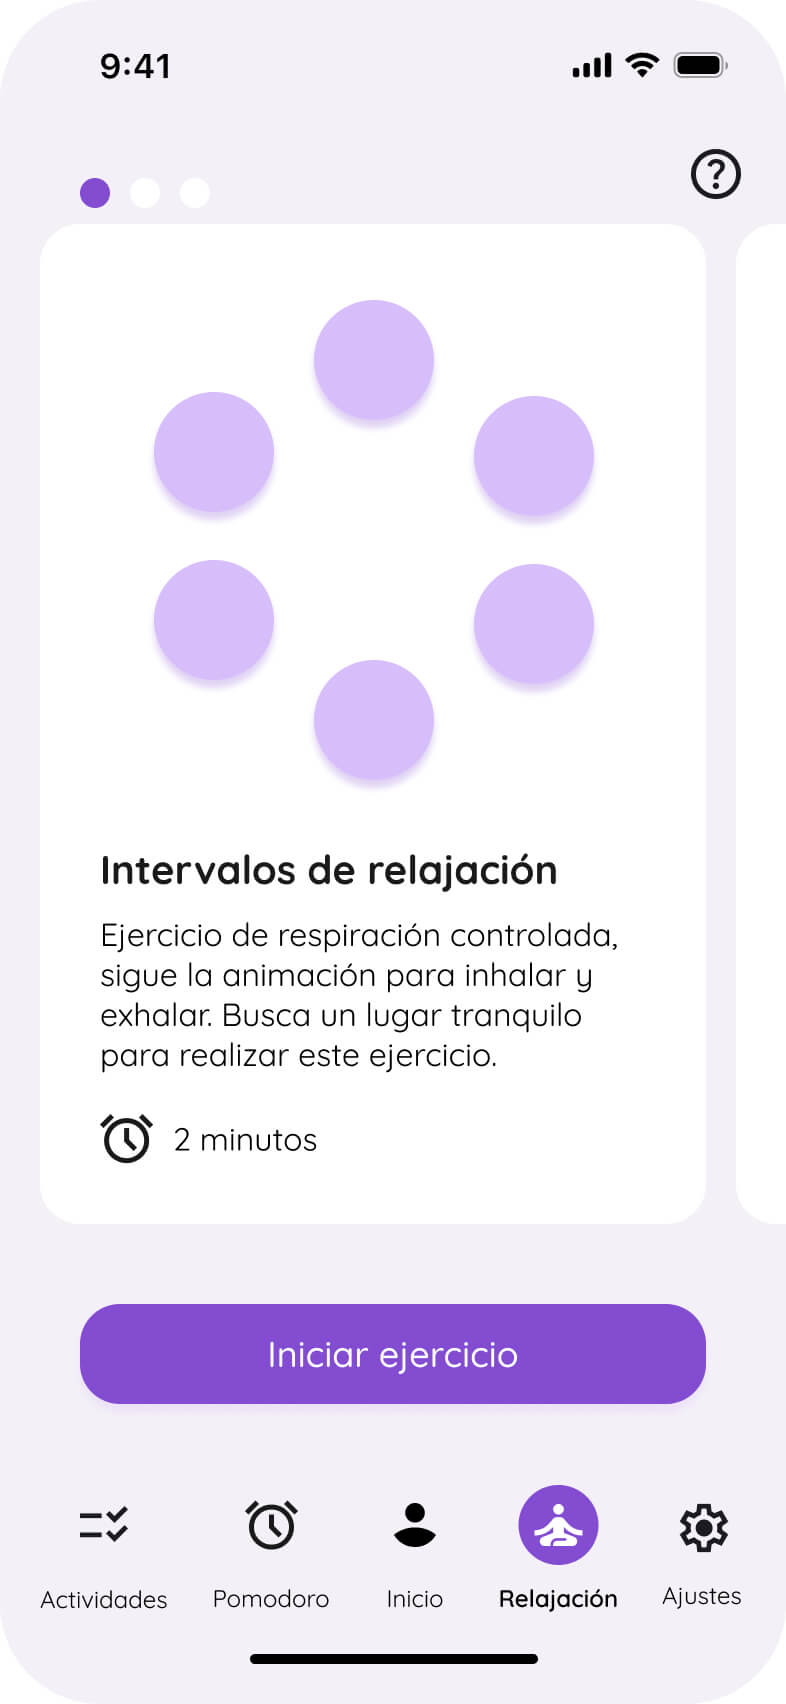 9:41
Intervalos de relajación
Ejercicio de respiración controlada,
sigue la animación para inhalar y
exhalar. Busca un lugar tranquilo
para realizar este ejercicio.
2 minutos
Iniciar ejercicio
Actividades
Pomodoro
Inicio
Relajación
Ajustes